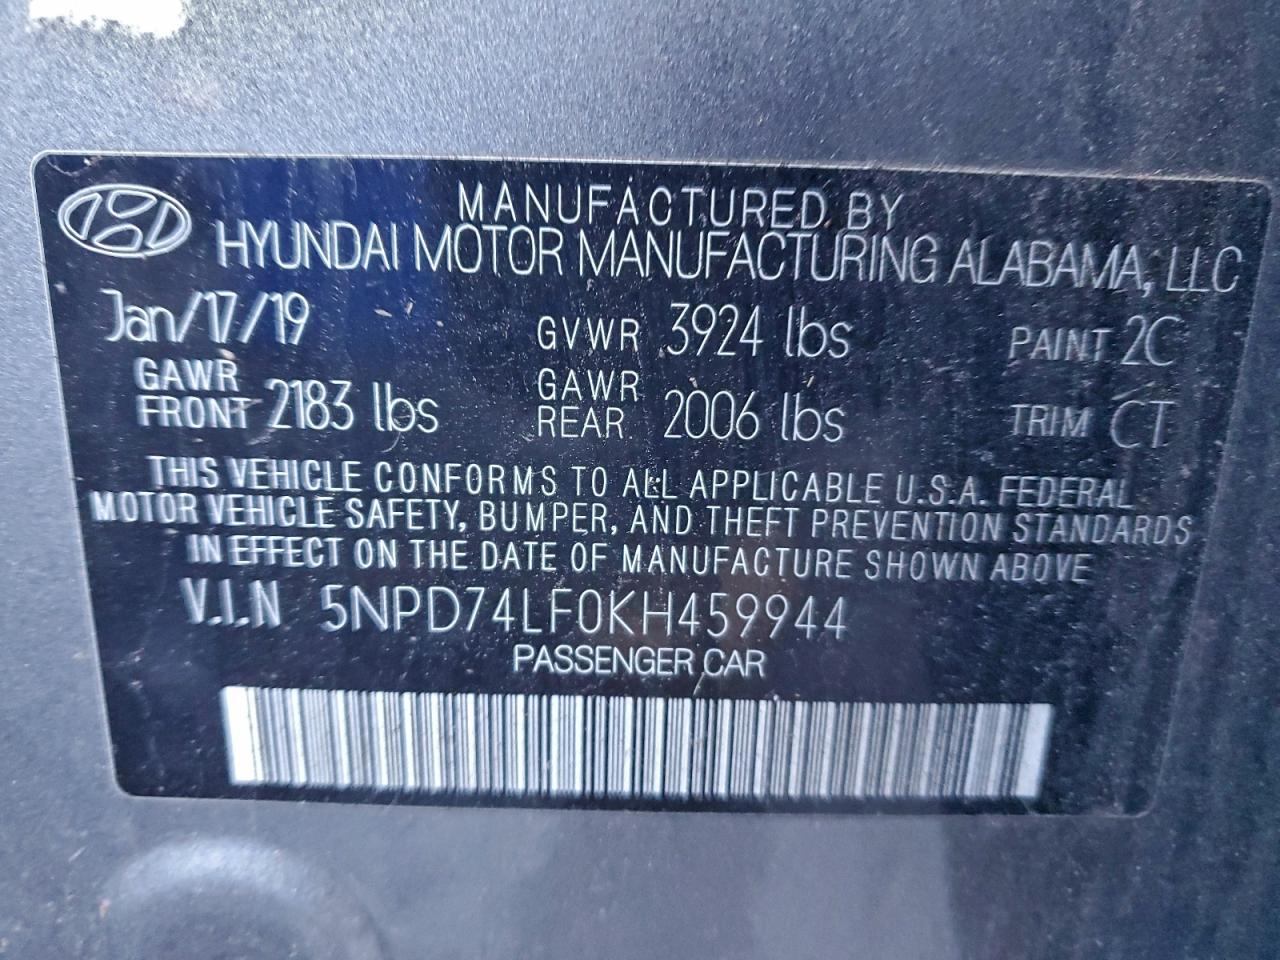 MANUFACTURED BY
HYUNDAI MOTOR MANUFACTURING ALABAMA, LLC
Jan/17/19 GVWR 3924 lbs PAINT 2C
GAWR FRONT 2183 lbs GAWR REAR 2006 lbs TRIM CT
THIS VEHICLE CONFORMS TO ALL APPLICABLE U.S.A. FEDERAL
MOTOR VEHICLE SAFETY, BUMPER, AND THEFT PREVENTION STANDARDS
IN EFFECT ON THE DATE OF MANUFACTURE SHOWN ABOVE
V.I.N 5NPD74LF0KH459944
PASSENGER CAR